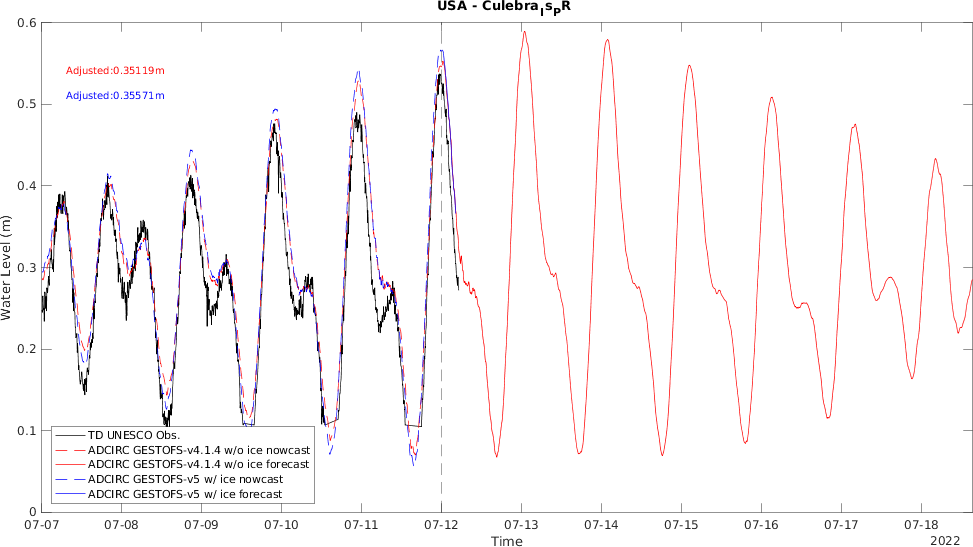 USA - Culebra_Is_PR
0.6
0.5
0.4
0.3
0.2
0.1
0
Water Level (m)
Adjusted:0.35119m
Adjusted:0.35571m
TD UNESCO Obs.
ADCIRC GESTOFS-v4.1.4 w/o ice nowcast
ADCIRC GESTOFS-v4.1.4 w/o ice forecast
ADCIRC GESTOFS-v5 w/ ice nowcast
ADCIRC GESTOFS-v5 w/ ice forecast
07-07 07-08 07-09 07-10 07-11 07-12 07-13 07-14 07-15 07-16 07-17 07-18
Time
2022